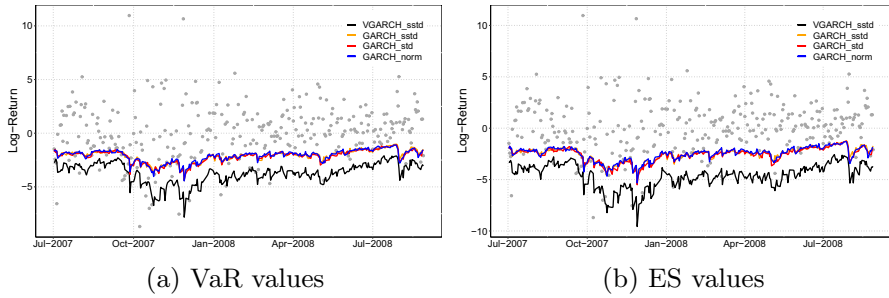 VGARCH_sstd
GARCH_sstd
GARCH_std
GARCH_norm
Log−Return
10
5
0
−5
Jul−2007 Oct−2007 Jan−2008 Apr−2008 Jul−2008
(a) VaR values
VGARCH_sstd
GARCH_sstd
GARCH_std
GARCH_norm
Log−Return
10
5
0
−5
−10
Jul−2007 Oct−2007 Jan−2008 Apr−2008 Jul−2008
(b) ES values